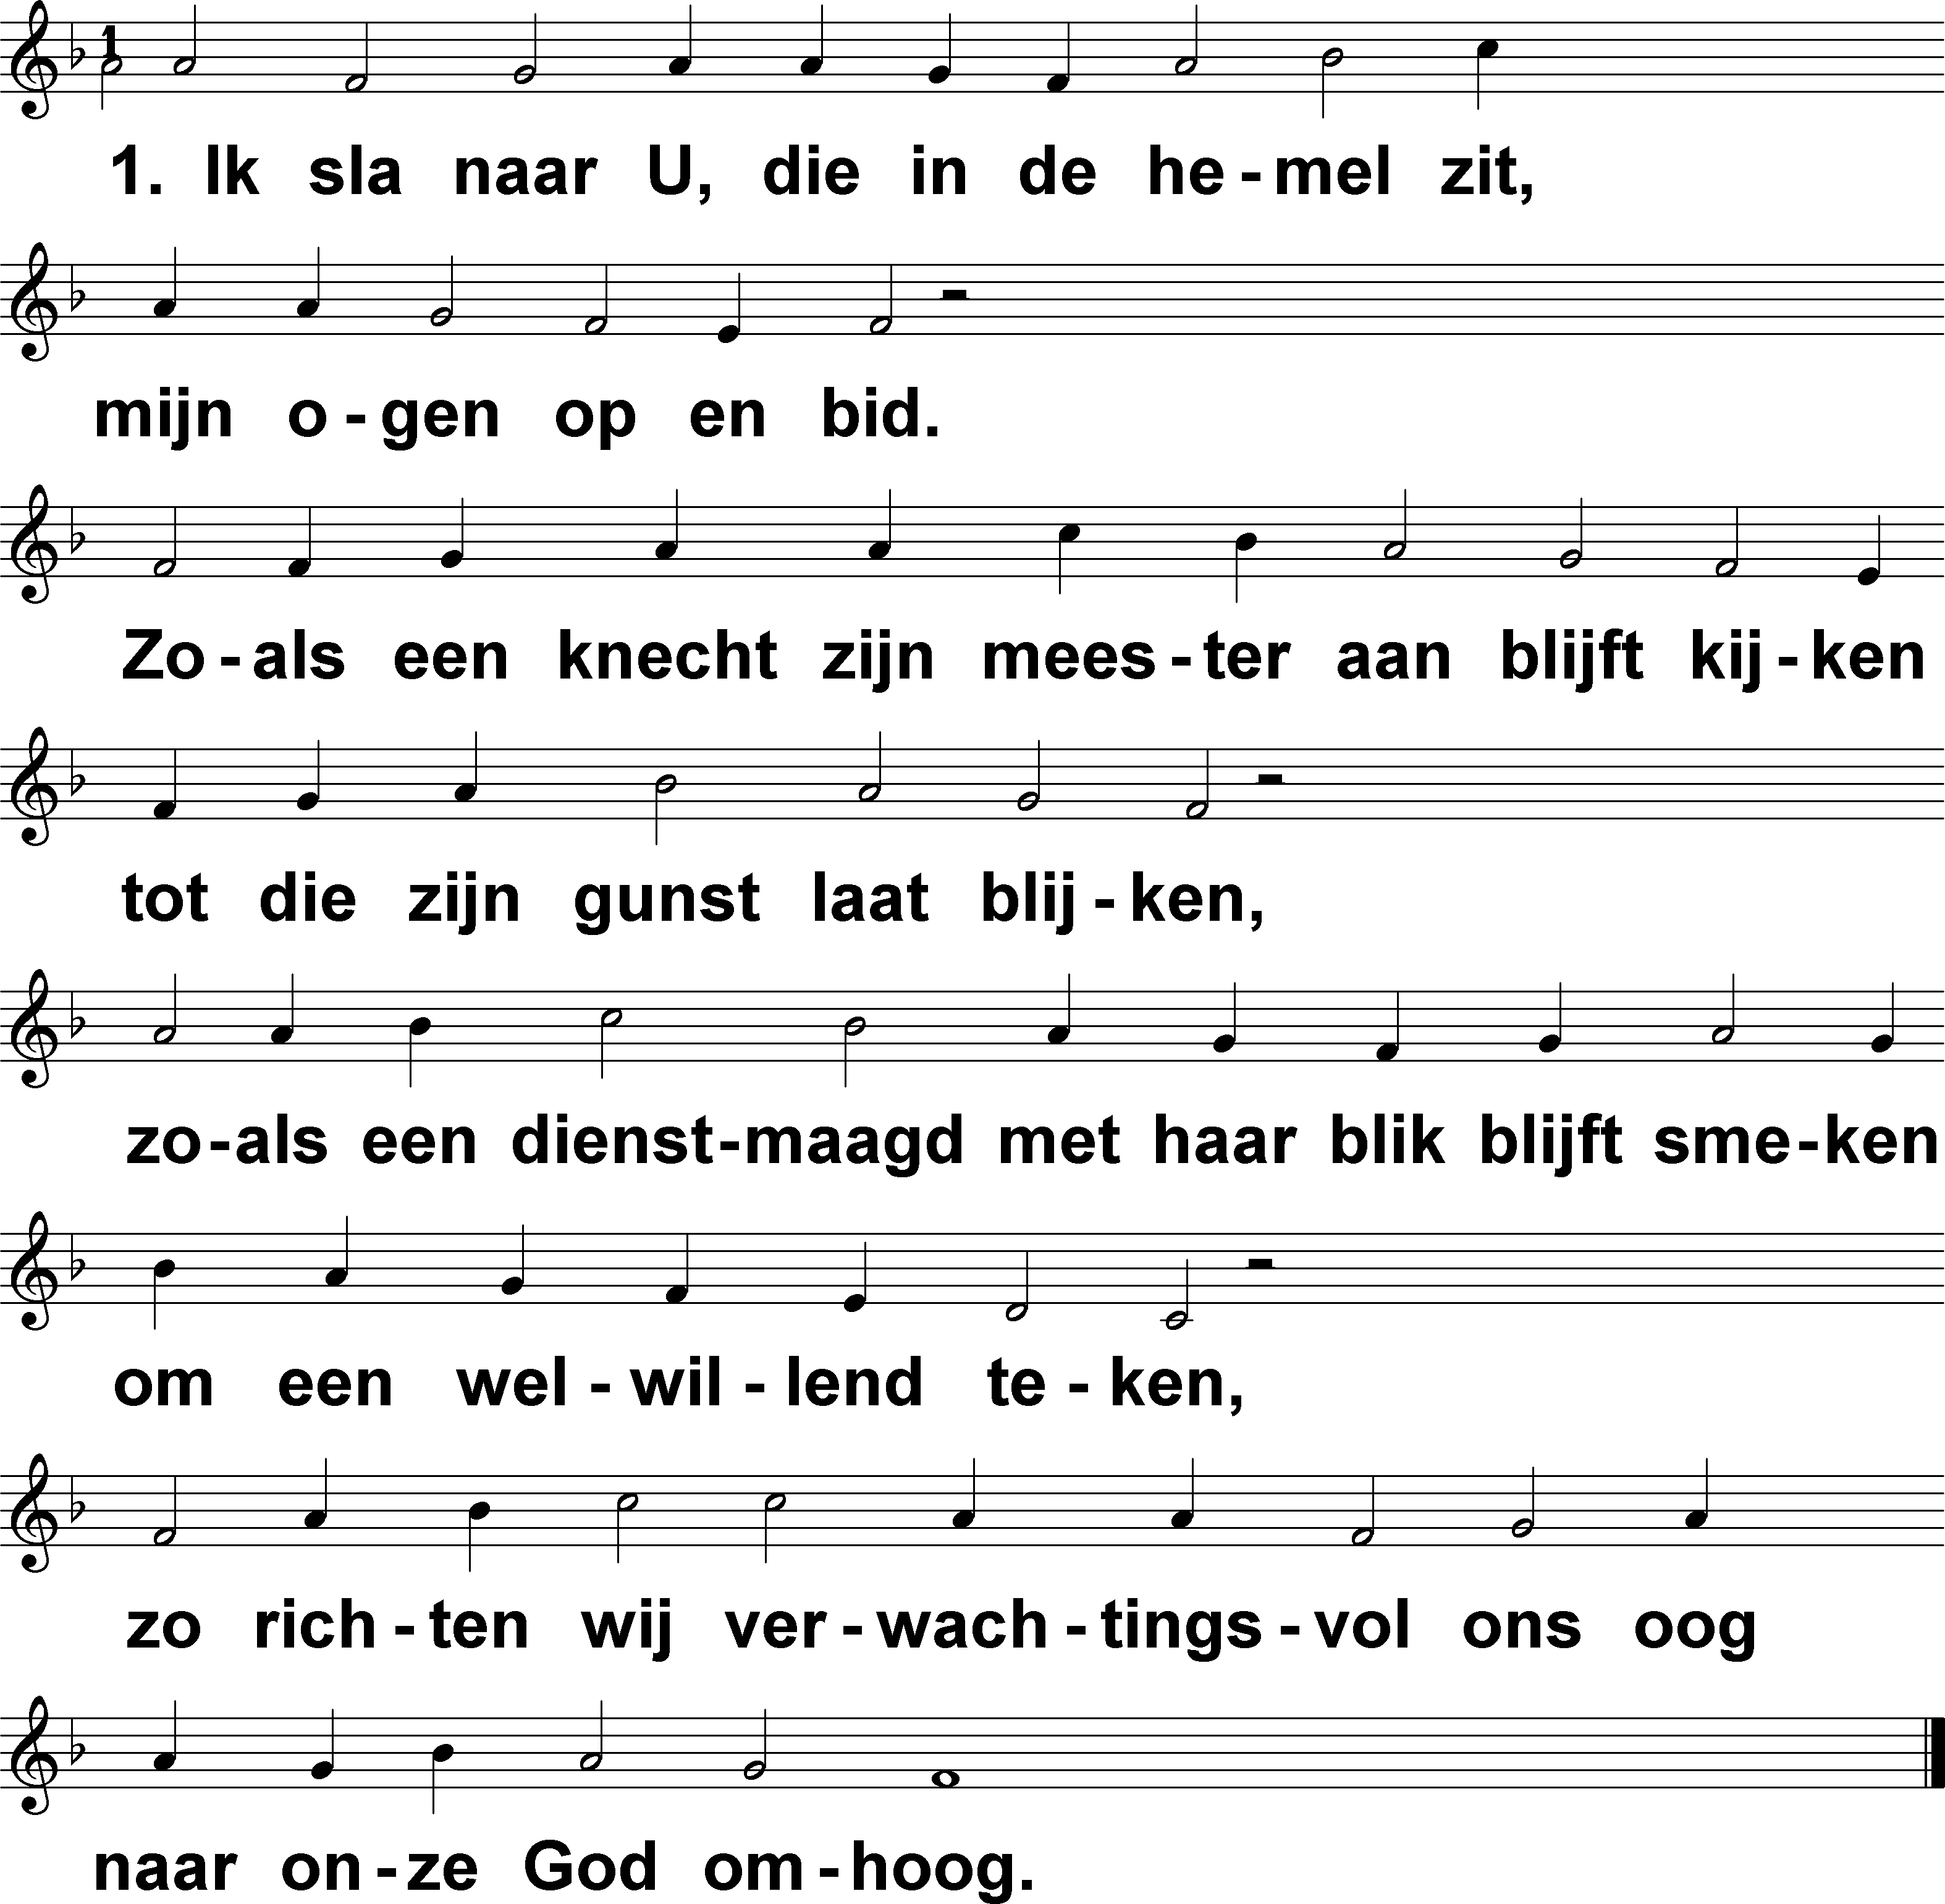 1. Ik sla naar U, die in de he-mel zit,
mijn o-gen op en bid.
Zo-als een knecht zijn mees-ter aan blijft kij-ken
tot die zijn gunst laat blij-ken,
zo-als een dienst-maagd met haar blik blijft sme-ken
om een wel-wil-lend te-ken,
zo rich-ten wij ver-wach-tings-vol ons oog
naar on-ze God om-hoog.